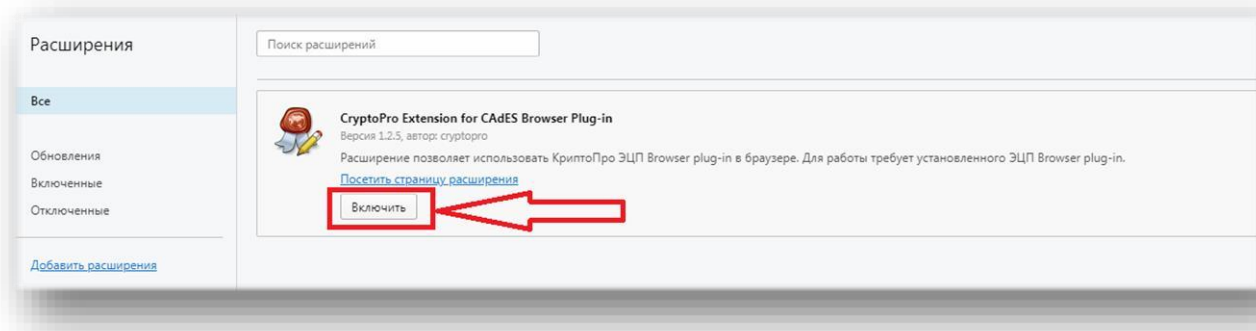 Расширения
Поиск расширений
Все
Обновления
Включенные
Отключенные
Добавить расширения
CryptoPro Extension for CAdES Browser Plug-in
Версия 1.2.5, автор: cryptopro
Расширение позволяет использовать КриптоПро ЭЦП Browser plug-in в браузере. Для работы требует установленного ЭЦП Browser plug-in.
Посетить страницу расширения
Включить